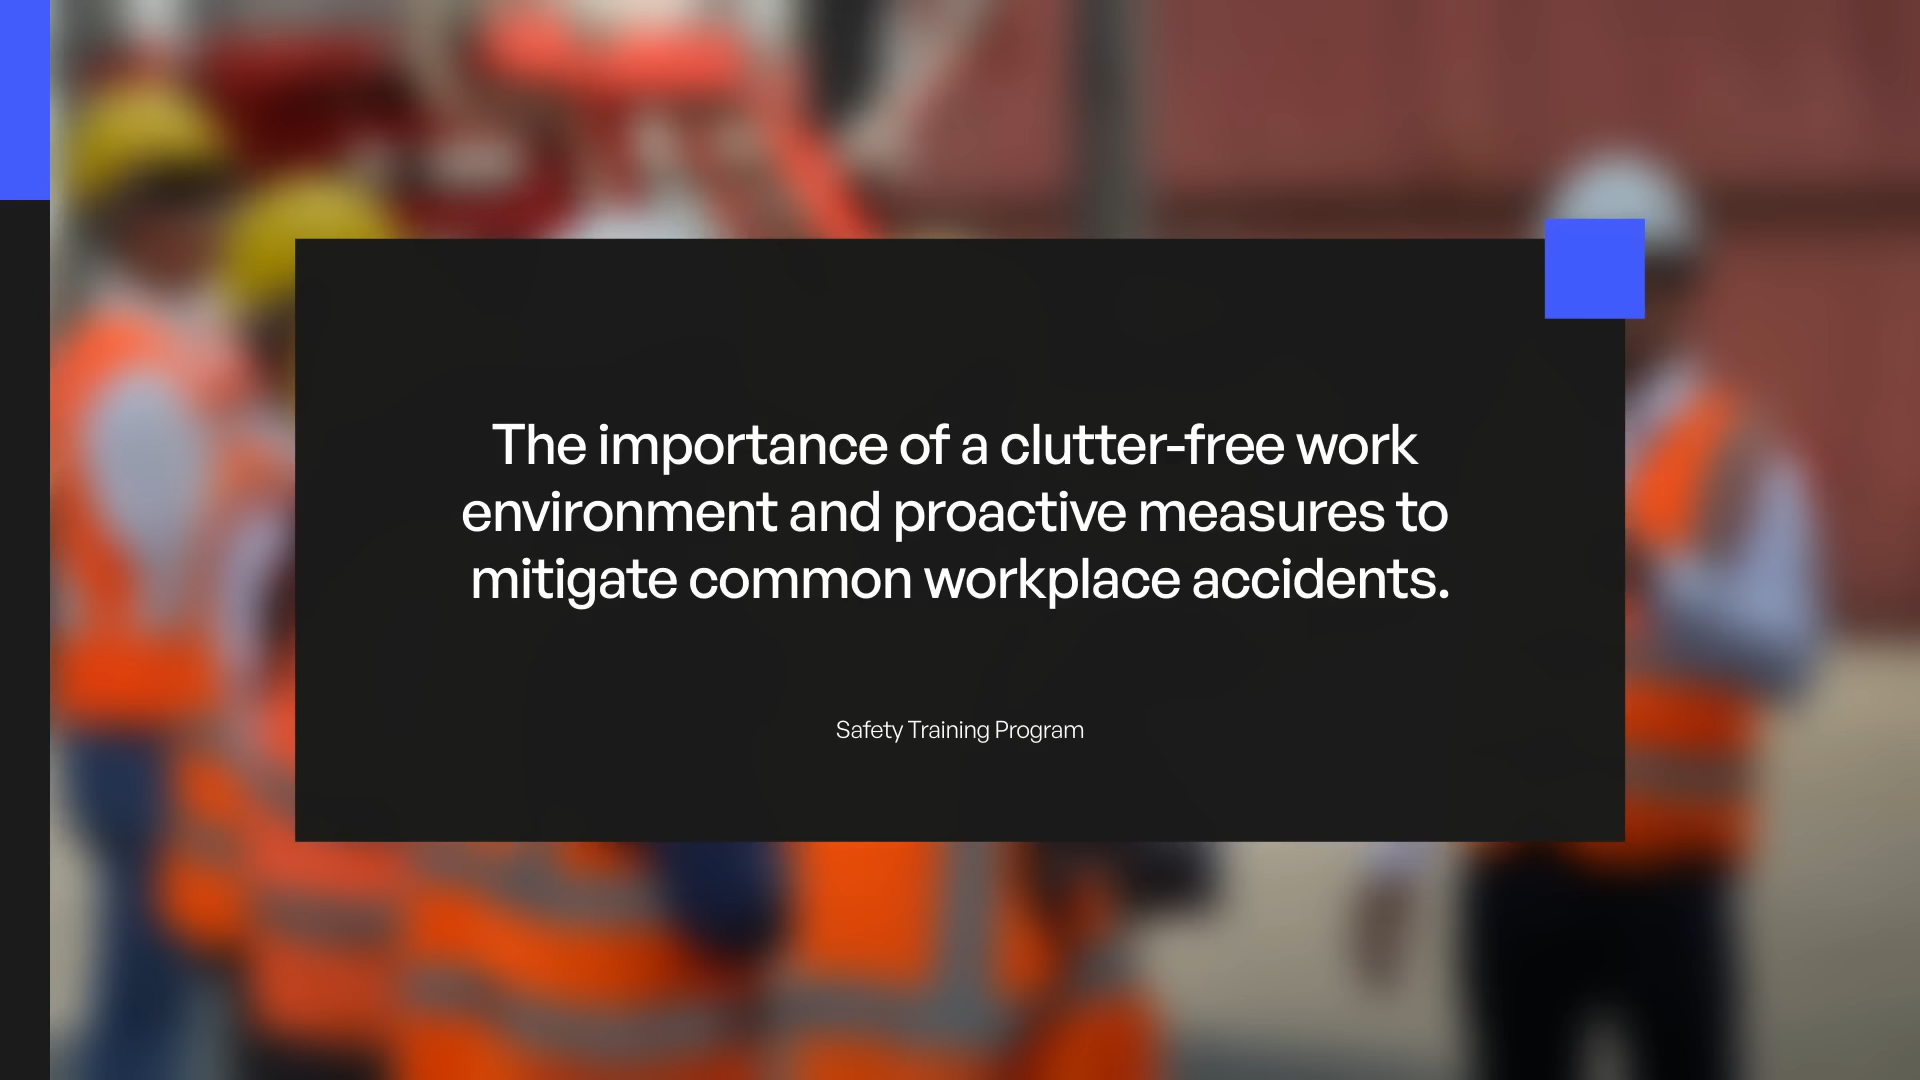 The importance of a clutter-free work
environment and proactive measures to
mitigate common workplace accidents.
Safety Training Program